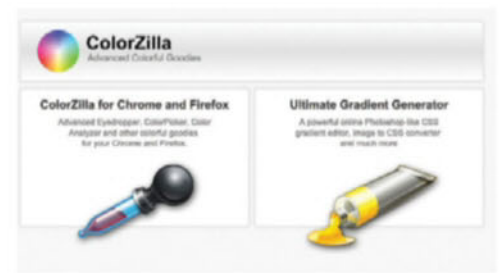 ColorZilla
Advanced Colorful Goodies
ColorZilla for Chrome and Firefox
Advanced Eyedropper, ColorPicker, Color
Analyzer and other colorful goodies
for your Chrome and Firefox.
Ultimate Gradient Generator
A powerful online Photoshop-like CSS
gradient editor, image to CSS converter
and much more